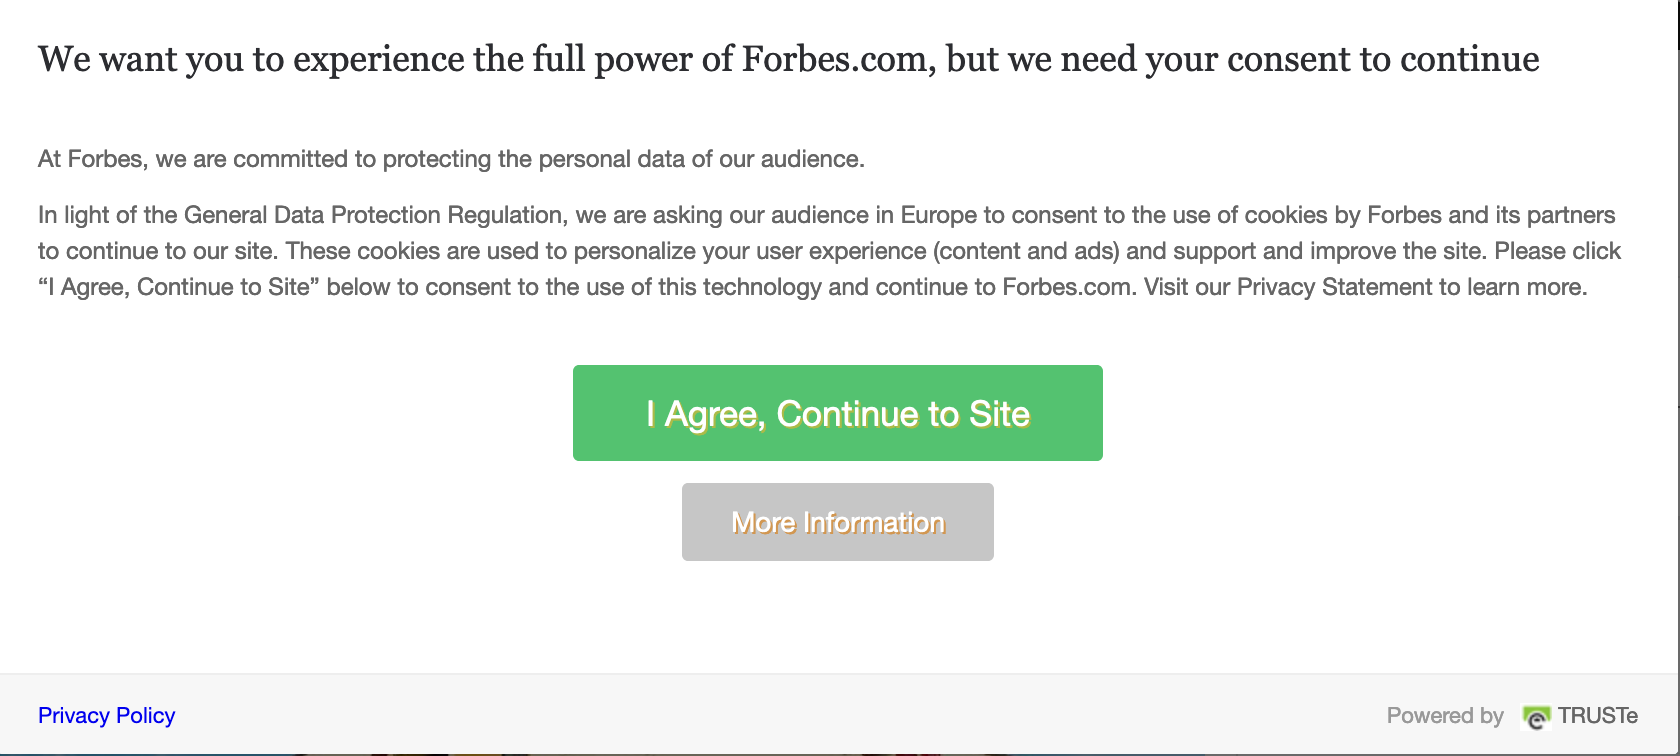 We want you to experience the full power of Forbes.com, but we need your consent to continue
At Forbes, we are committed to protecting the personal data of our audience.
In light of the General Data Protection Regulation, we are asking our audience in Europe to consent to the use of cookies by Forbes and its partners
to continue to our site. These cookies are used to personalize your user experience (content and ads) and support and improve the site. Please click
“I Agree, Continue to Site” below to consent to the use of this technology and continue to Forbes.com. Visit our Privacy Statement to learn more.
I Agree, Continue to Site
More Information
Privacy Policy
Powered by TRUSTe